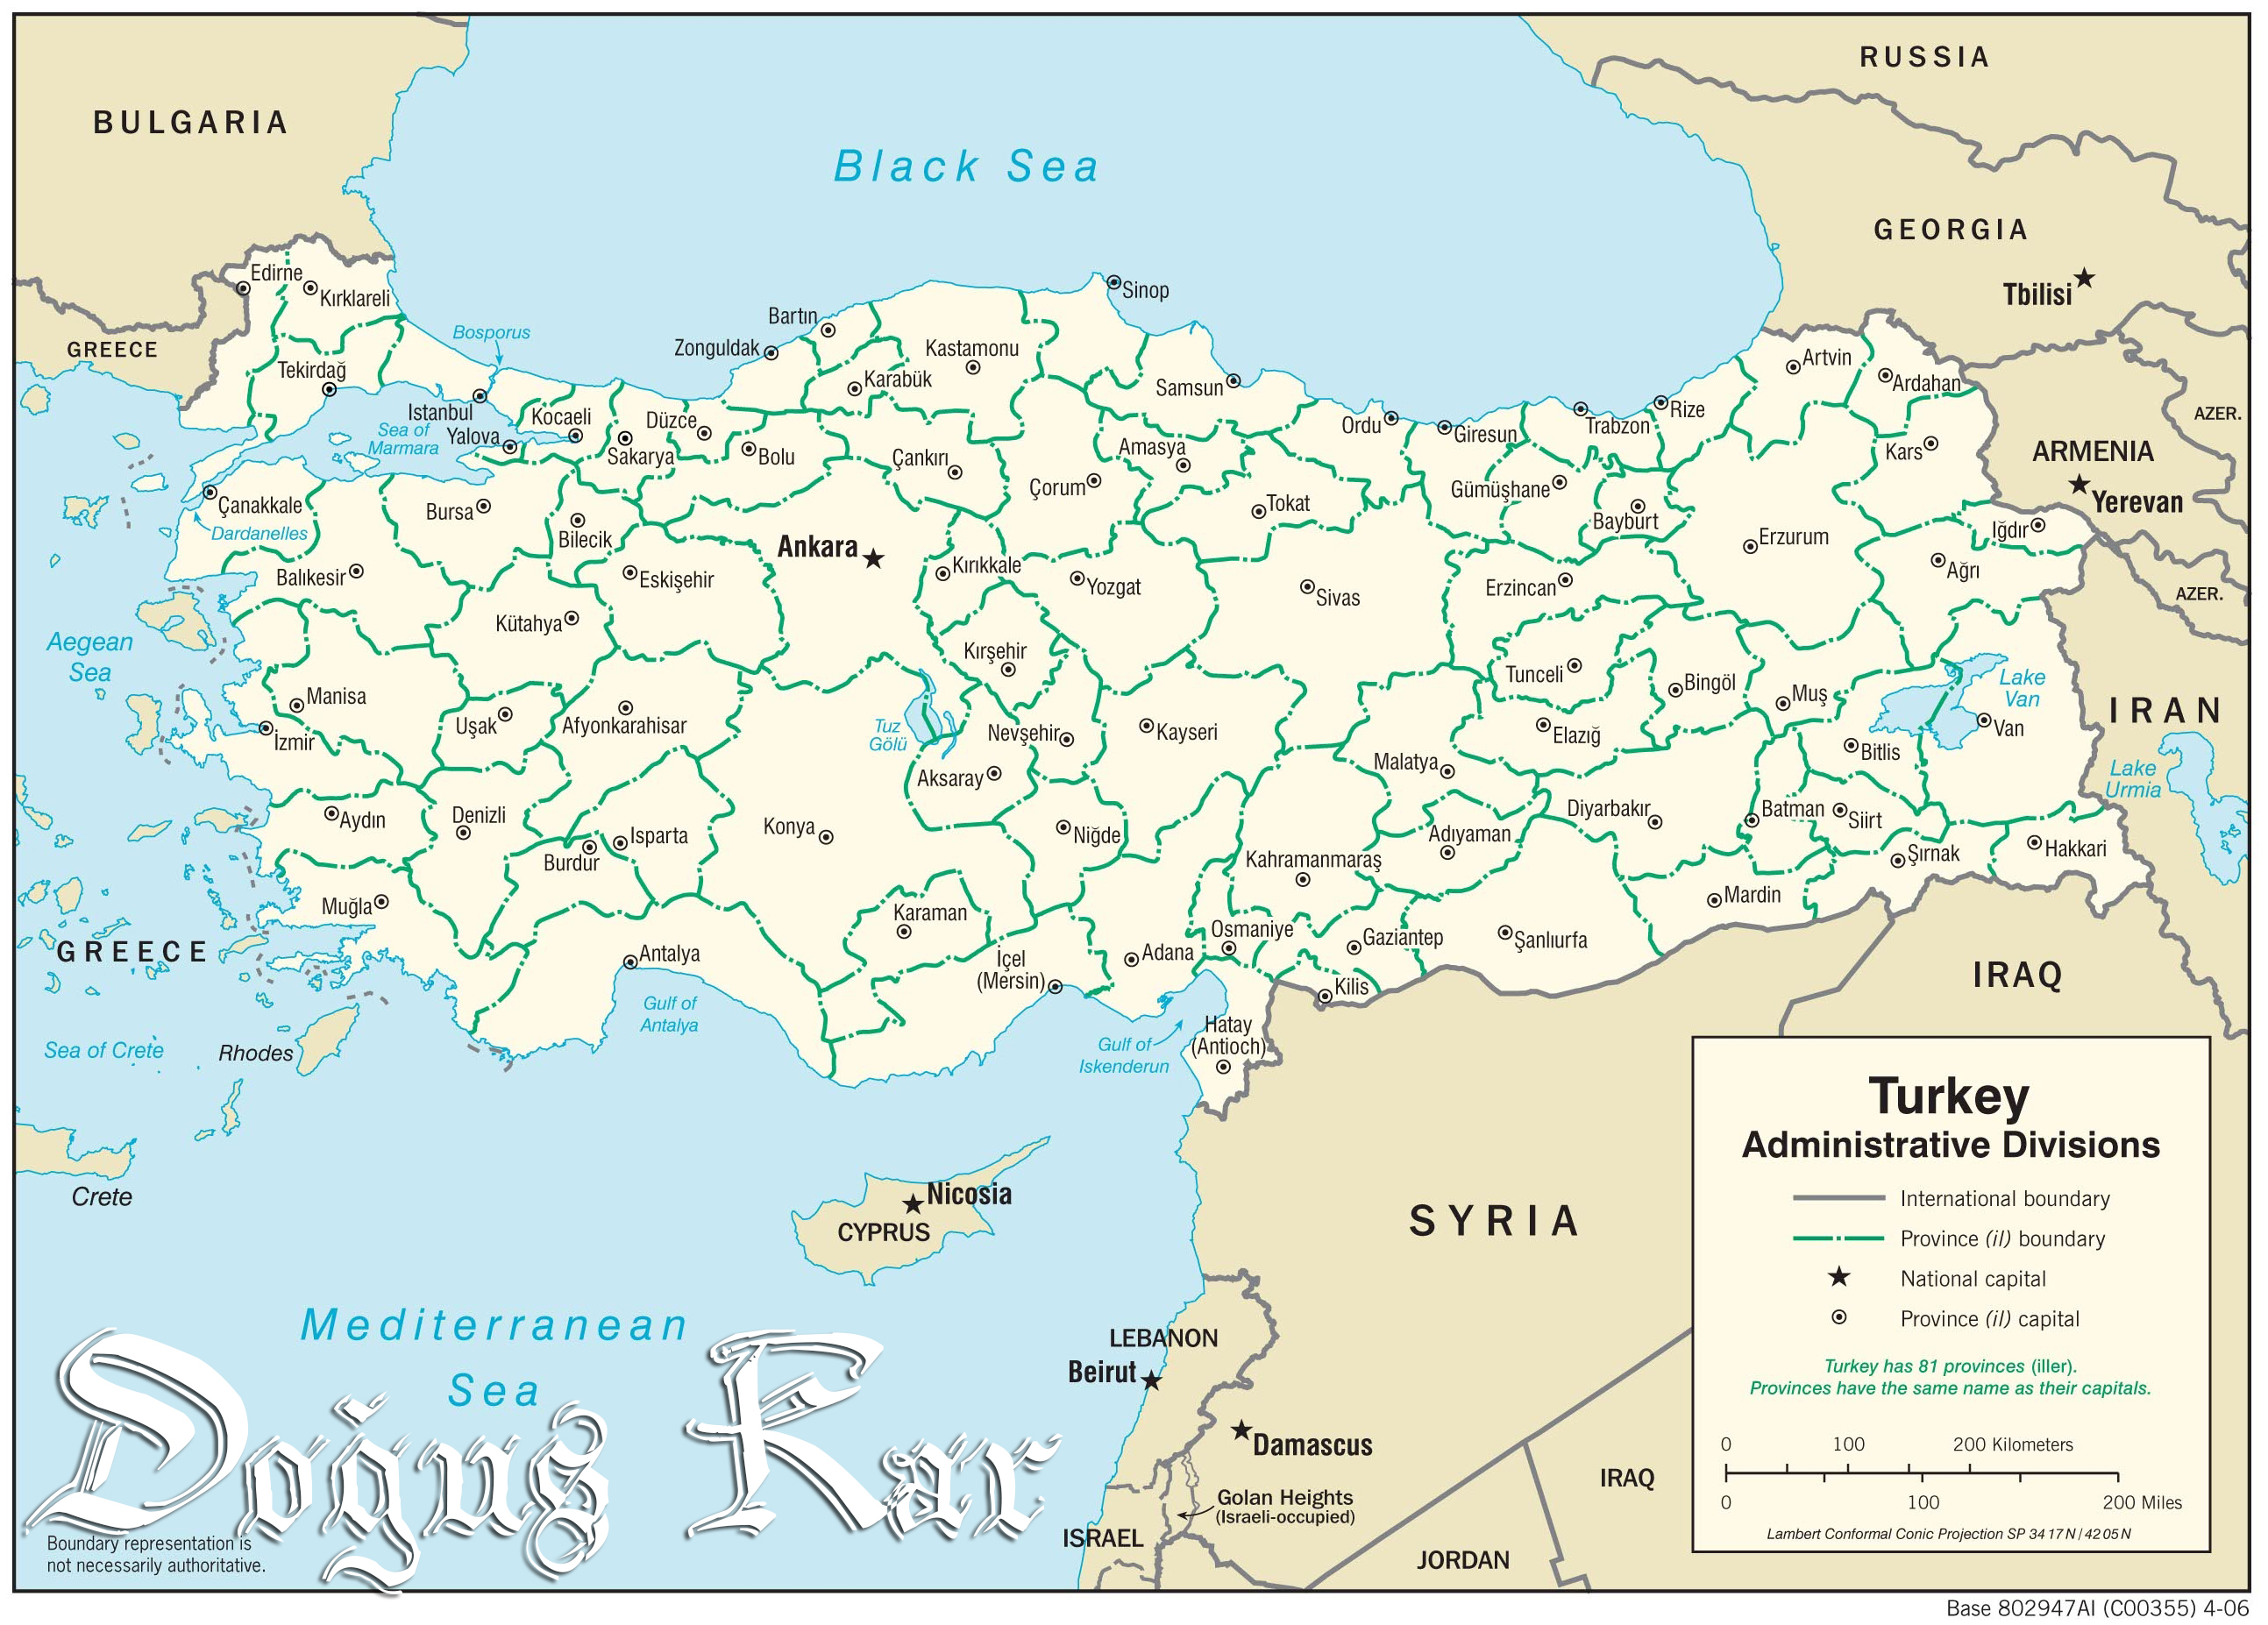 RUSSIA
BULGARIA
Black Sea
GEORGIA
Tbilisi
Edirne
Kırklareli
Sinop
GREECE
Bosporus
Bartın
Zonguldak
Kastamonu
Karabük
Samsun
Artvin
Ardahan
Tekirdağ
Istanbul
Kocaeli
Düzce
Ordu
Giresun
Trabzon
Rize
AZER.
Sea of
Marmara
Yalova
Sakarya
Bolu
Çankırı
Amasya
Kars
ARMENIA
Yerevan
Çanakkale
Dardanelles
Bursa
Bilecik
Çorum
Tokat
Gümüşhane
Bayburt
Erzurum
Iğdır
Ağrı
Balıkesir
Eskişehir
Ankara
Kırıkkale
Yozgat
Sivas
Erzincan
AZER.
Aegean
Sea
Kütahya
Kırşehir
Tunceli
Bingöl
Muş
Lake
Van
Van
IRAN
Manisa
İzmir
Uşak
Afyonkarahisar
Tuz
Gölü
Nevşehir
Kayseri
Elazığ
Bitlis
Aksaray
Malatya
Lake
Urmia
Aydın
Denizli
Burdur
Isparta
Konya
Niğde
Adıyaman
Diyarbakır
Batman
Siirt
Şırnak
Hakkari
Kahramanmaraş
Muğla
Karaman
Mardin
GREECE
Antalya
İçel
(Mersin)
Adana
Osmaniye
Gaziantep
Şanlıurfa
Kilis
IRAQ
Gulf of
Antalya
Sea of Crete
Rhodes
Gulf of
Iskenderun
Hatay
(Antioch)
Crete
Nicosia
CYPRUS
SYRIA
Mediterranean
Sea
LEBANON
Beirut
Damascus
Golan Heights
(Israeli-occupied)
ISRAEL
JORDAN
IRAQ
Doğuş Kar
Boundary representation is
not necessarily authoritative.
Turkey
Administrative Divisions
International boundary
Province (il) boundary
National capital
Province (il) capital
Turkey has 81 provinces (iller).
Provinces have the same name as their capitals.
0 100 200 Kilometers
0 100 200 Miles
Lambert Conformal Conic Projection SP 34 17 N / 42 05 N
Base 802947AI (C00355) 4-06